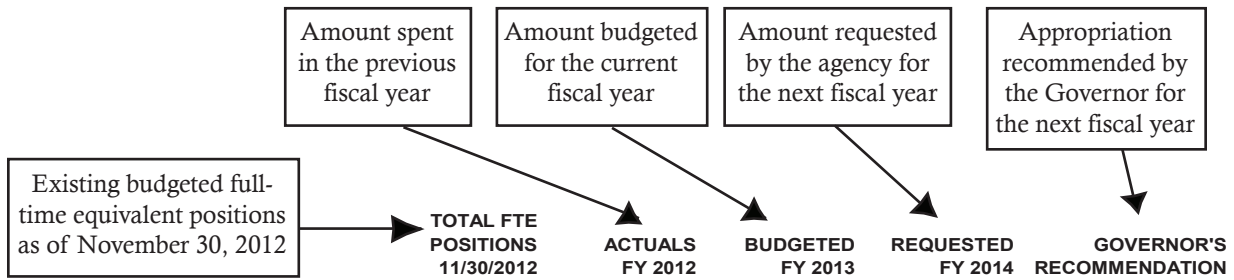 Amount spent
in the previous
fiscal year
Amount budgeted
for the current
fiscal year
Amount requested
by the agency for
the next fiscal year
Appropriation
recommended by
the Governor for
the next fiscal year
Existing budgeted full-
time equivalent positions
as of November 30, 2012
TOTAL FTE
POSITIONS
11/30/2012
ACTUALS
FY 2012
BUDGETED
FY 2013
REQUESTED
FY 2014
GOVERNOR'S
RECOMMENDATION